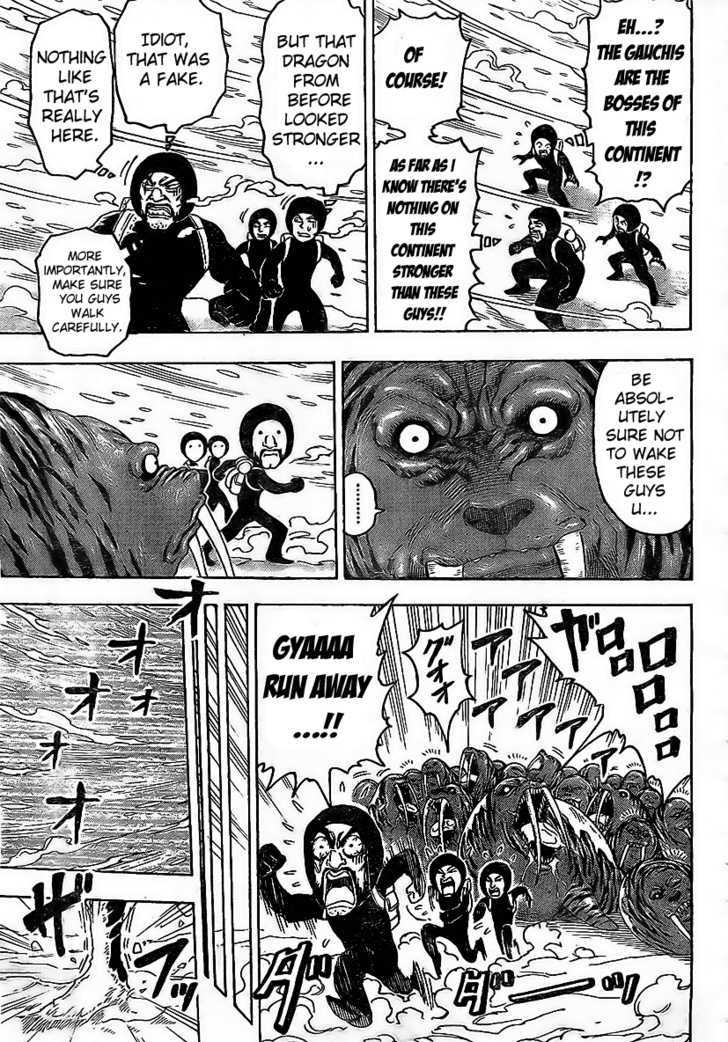 EH...?
THE GAUCHIS
ARE THE
BOSSES OF
THIS
CONTINENT
!?
OF
COURSE!
AS FAR AS I
KNOW THERE'S
NOTHING ON
THIS
CONTINENT
STRONGER
THAN THESE
GUYS!!
BUT THAT
DRAGON
FROM
BEFORE
LOOKED
STRONGER
...
IDIOT,
THAT WAS
A FAKE.
NOTHING
LIKE
THAT'S
REALLY
HERE.
MORE
IMPORTANTLY,
MAKE SURE
YOU GUYS
WALK
CAREFULLY.
BE
ABSOL-
UTELY
SURE NOT
TO WAKE
THESE
GUYS
U...
.........
ガロロロロロ
アアアアア
グオオ
GYAAAA
RUN AWAY
....!!
ダダーッ
オオオオオオ
ザアッ